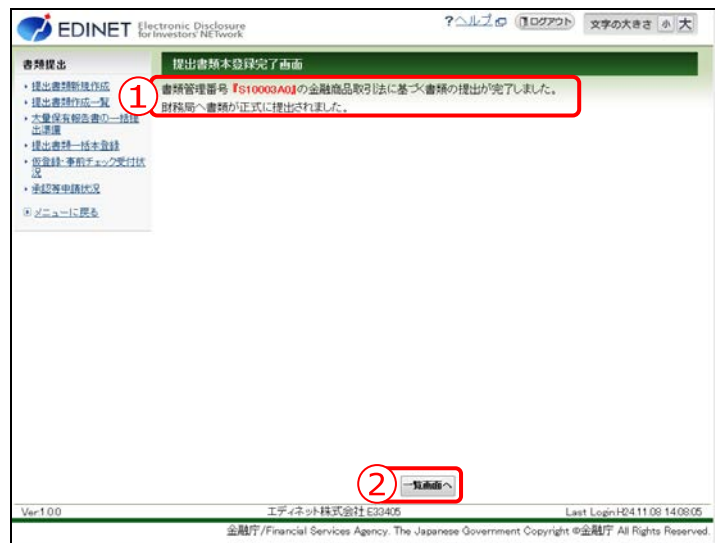 EDINET Electronic Disclosure for Investors' NETwork
?ヘルプ ログアウト 文字の大きさ 小 大
書類提出
・提出書類新規作成
・提出書類作成一覧
・大量保有報告書の一括提出準備
・提出書類一括本登録
・仮登録・事前チェック受付状況
・承認等申請状況
メニューに戻る
提出書類本登録完了画面
①
書類管理番号『S10003A0』の金融商品取引法に基づく書類の提出が完了しました。
財務局へ書類が正式に提出されました。
②
一覧画面へ
Ver1.0.0 エディネット株式会社 E33405 Last Login:H24.11.08 14:08:05
金融庁/Financial Services Agency. The Japanese Government Copyright ©金融庁 All Rights Reserved.